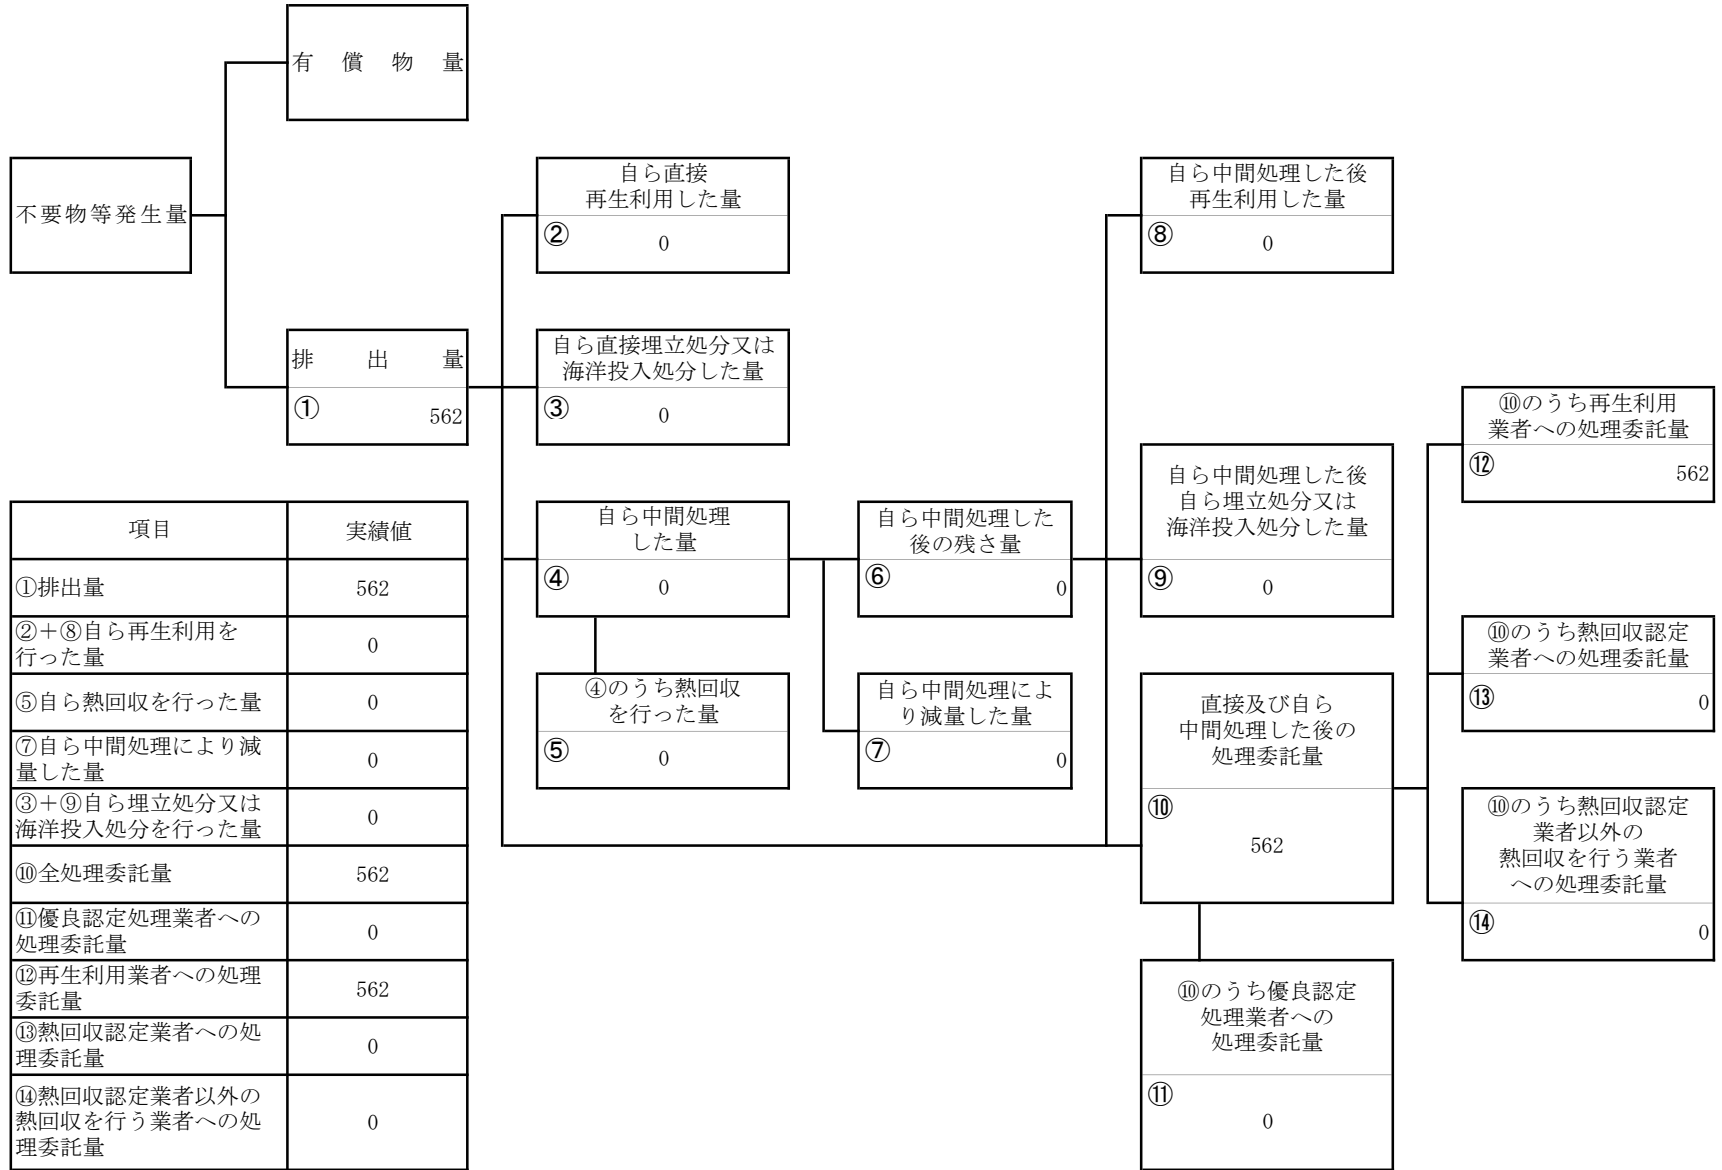 有償物量
不要物等発生量
排出量
① 562
自ら直接
再生利用した量
② 0
自ら直接埋立処分又は
海洋投入処分した量
③ 0
自ら中間処理
した量
④ 0
④のうち熱回収
を行った量
⑤ 0
自ら中間処理した
後の残さ量
⑥ 0
自ら中間処理によ
り減量した量
⑦ 0
自ら中間処理した後
再生利用した量
⑧ 0
自ら中間処理した後
自ら埋立処分又は
海洋投入処分した量
⑨ 0
直接及び自ら
中間処理した後の
処理委託量
⑩
562
⑩のうち優良認定
処理業者への
処理委託量
⑪
0
⑩のうち再生利用
業者への処理委託量
⑫ 562
⑩のうち熱回収認定
業者への処理委託量
⑬ 0
⑩のうち熱回収認定
業者以外の
熱回収を行う業者
への処理委託量
⑭ 0
項目 実績値
①排出量 562
②＋⑧自ら再生利用を
行った量 0
⑤自ら熱回収を行った量 0
⑦自ら中間処理により減
量した量 0
③＋⑨自ら埋立処分又は
海洋投入処分を行った量 0
⑩全処理委託量 562
⑪優良認定処理業者への
処理委託量 0
⑫再生利用業者への処理
委託量 562
⑬熱回収認定業者への処
理委託量 0
⑭熱回収認定業者以外の
熱回収を行う業者への処
理委託量 0